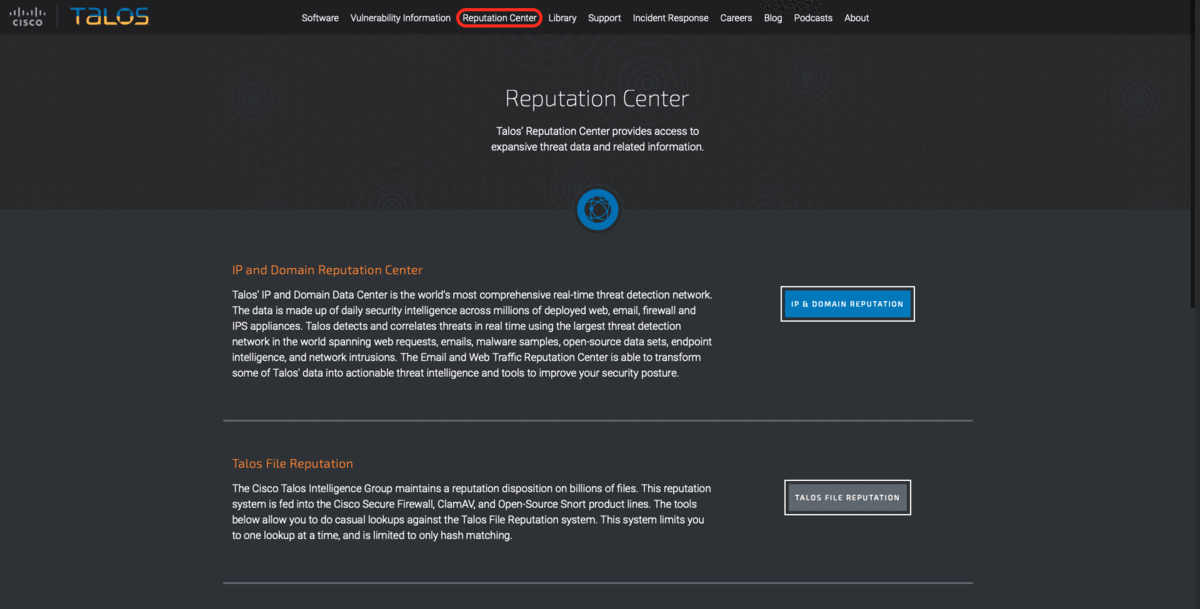 CISCO TALOS Software Vulnerability Information Reputation Center Library Support Incident Response Careers Blog Podcasts About
Reputation Center
Talos’ Reputation Center provides access to
expansive threat data and related information.
IP and Domain Reputation Center
Talos’ IP and Domain Data Center is the world’s most comprehensive real-time threat detection network.
The data is made up of daily security intelligence across millions of deployed web, email, firewall and
IPS appliances. Talos detects and correlates threats in real time using the largest threat detection
network in the world spanning web requests, emails, malware samples, open-source data sets, endpoint
intelligence, and network intrusions. The Email and Web Traffic Reputation Center is able to transform
some of Talos' data into actionable threat intelligence and tools to improve your security posture.
IP & DOMAIN REPUTATION
Talos File Reputation
The Cisco Talos Intelligence Group maintains a reputation disposition on billions of files. This reputation
system is fed into the Cisco Secure Firewall, ClamAV, and Open-Source Snort product lines. The tools
below allow you to do casual lookups against the Talos File Reputation system. This system limits you
to one lookup at a time, and is limited to only hash matching.
TALOS FILE REPUTATION